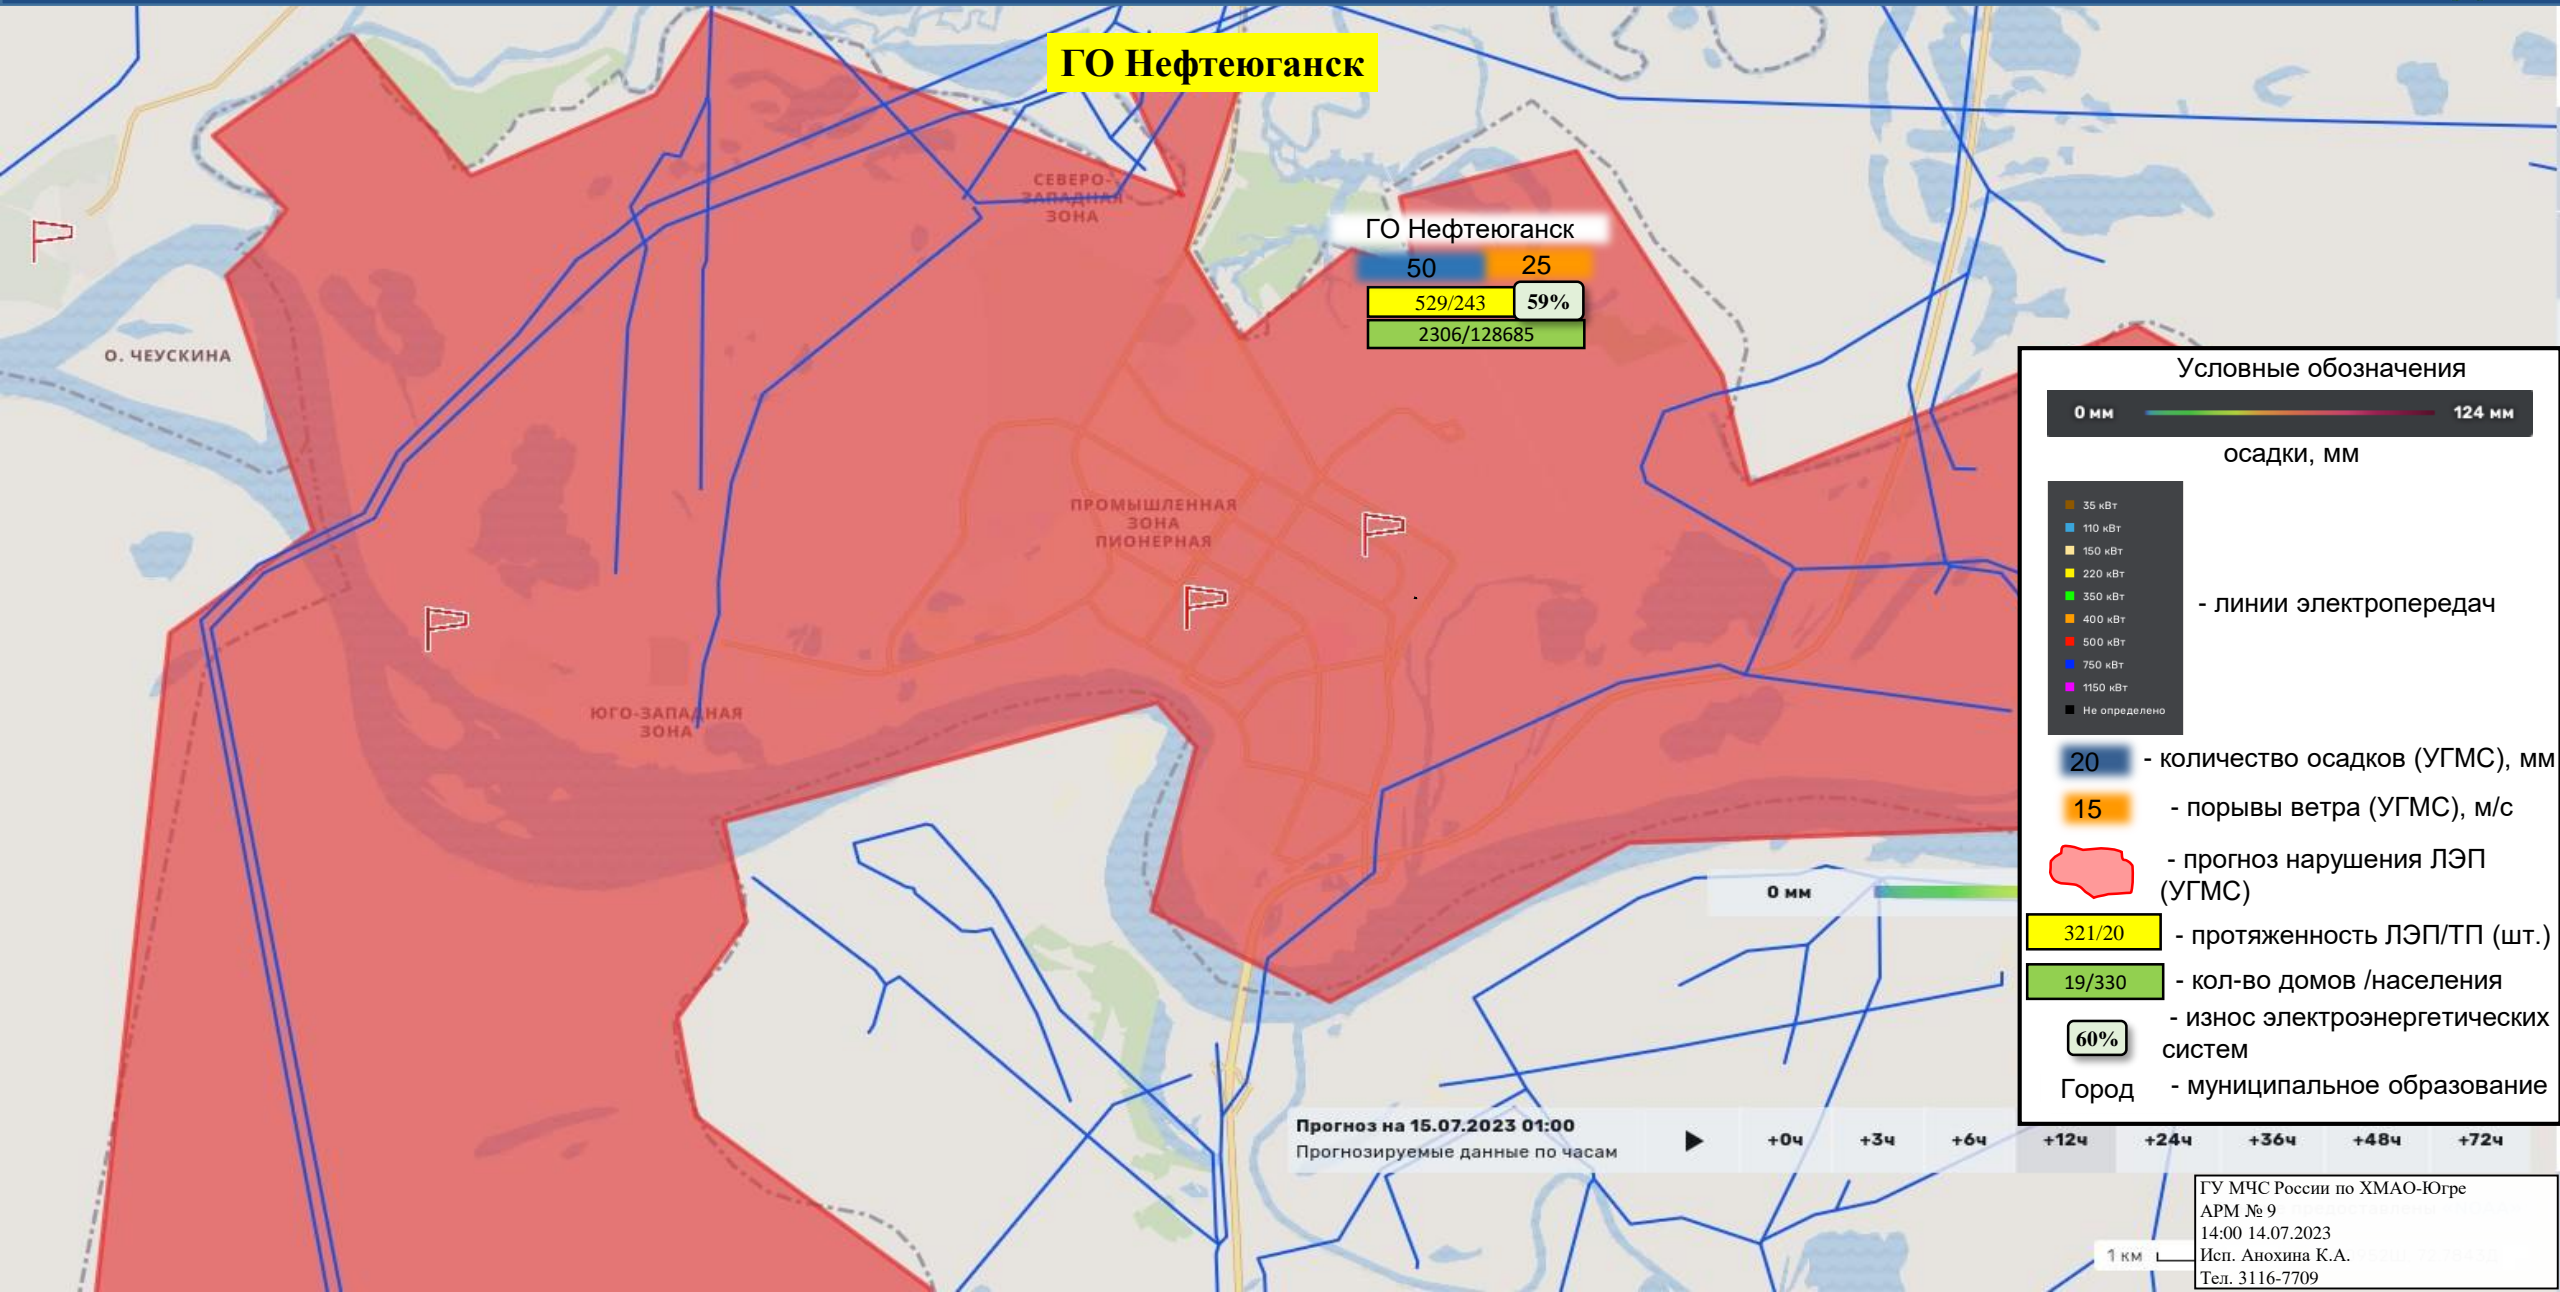 ГО Нефтеюганск
СЕВЕРО-
ЗАПАДНАЯ
ЗОНА
ГО Нефтеюганск
50 25
529/243 59%
2306/128685
О. ЧЕУСКИНА
ПРОМЫШЛЕННАЯ
ЗОНА
ПИОНЕРНАЯ
ЮГО-ЗАПАДНАЯ
ЗОНА
Условные обозначения
0 мм 124 мм
осадки, мм
35 кВт
110 кВт
150 кВт
220 кВт
350 кВт
400 кВт
500 кВт
750 кВт
1150 кВт
Не определено
- линии электропередач
20 - количество осадков (УГМС), мм
15 - порывы ветра (УГМС), м/с
- прогноз нарушения ЛЭП
(УГМС)
321/20 - протяженность ЛЭП/ТП (шт.)
19/330 - кол-во домов /населения
60% - износ электроэнергетических
систем
Город - муниципальное образование
0 мм
Прогноз на 15.07.2023 01:00
Прогнозируемые данные по часам
+0ч +3ч +6ч +12ч +24ч +36ч +48ч +72ч
1 км
ГУ МЧС России по ХМАО-Югре
АРМ № 9
14:00 14.07.2023
Исп. Анохина К.А.
Тел. 3116-7709